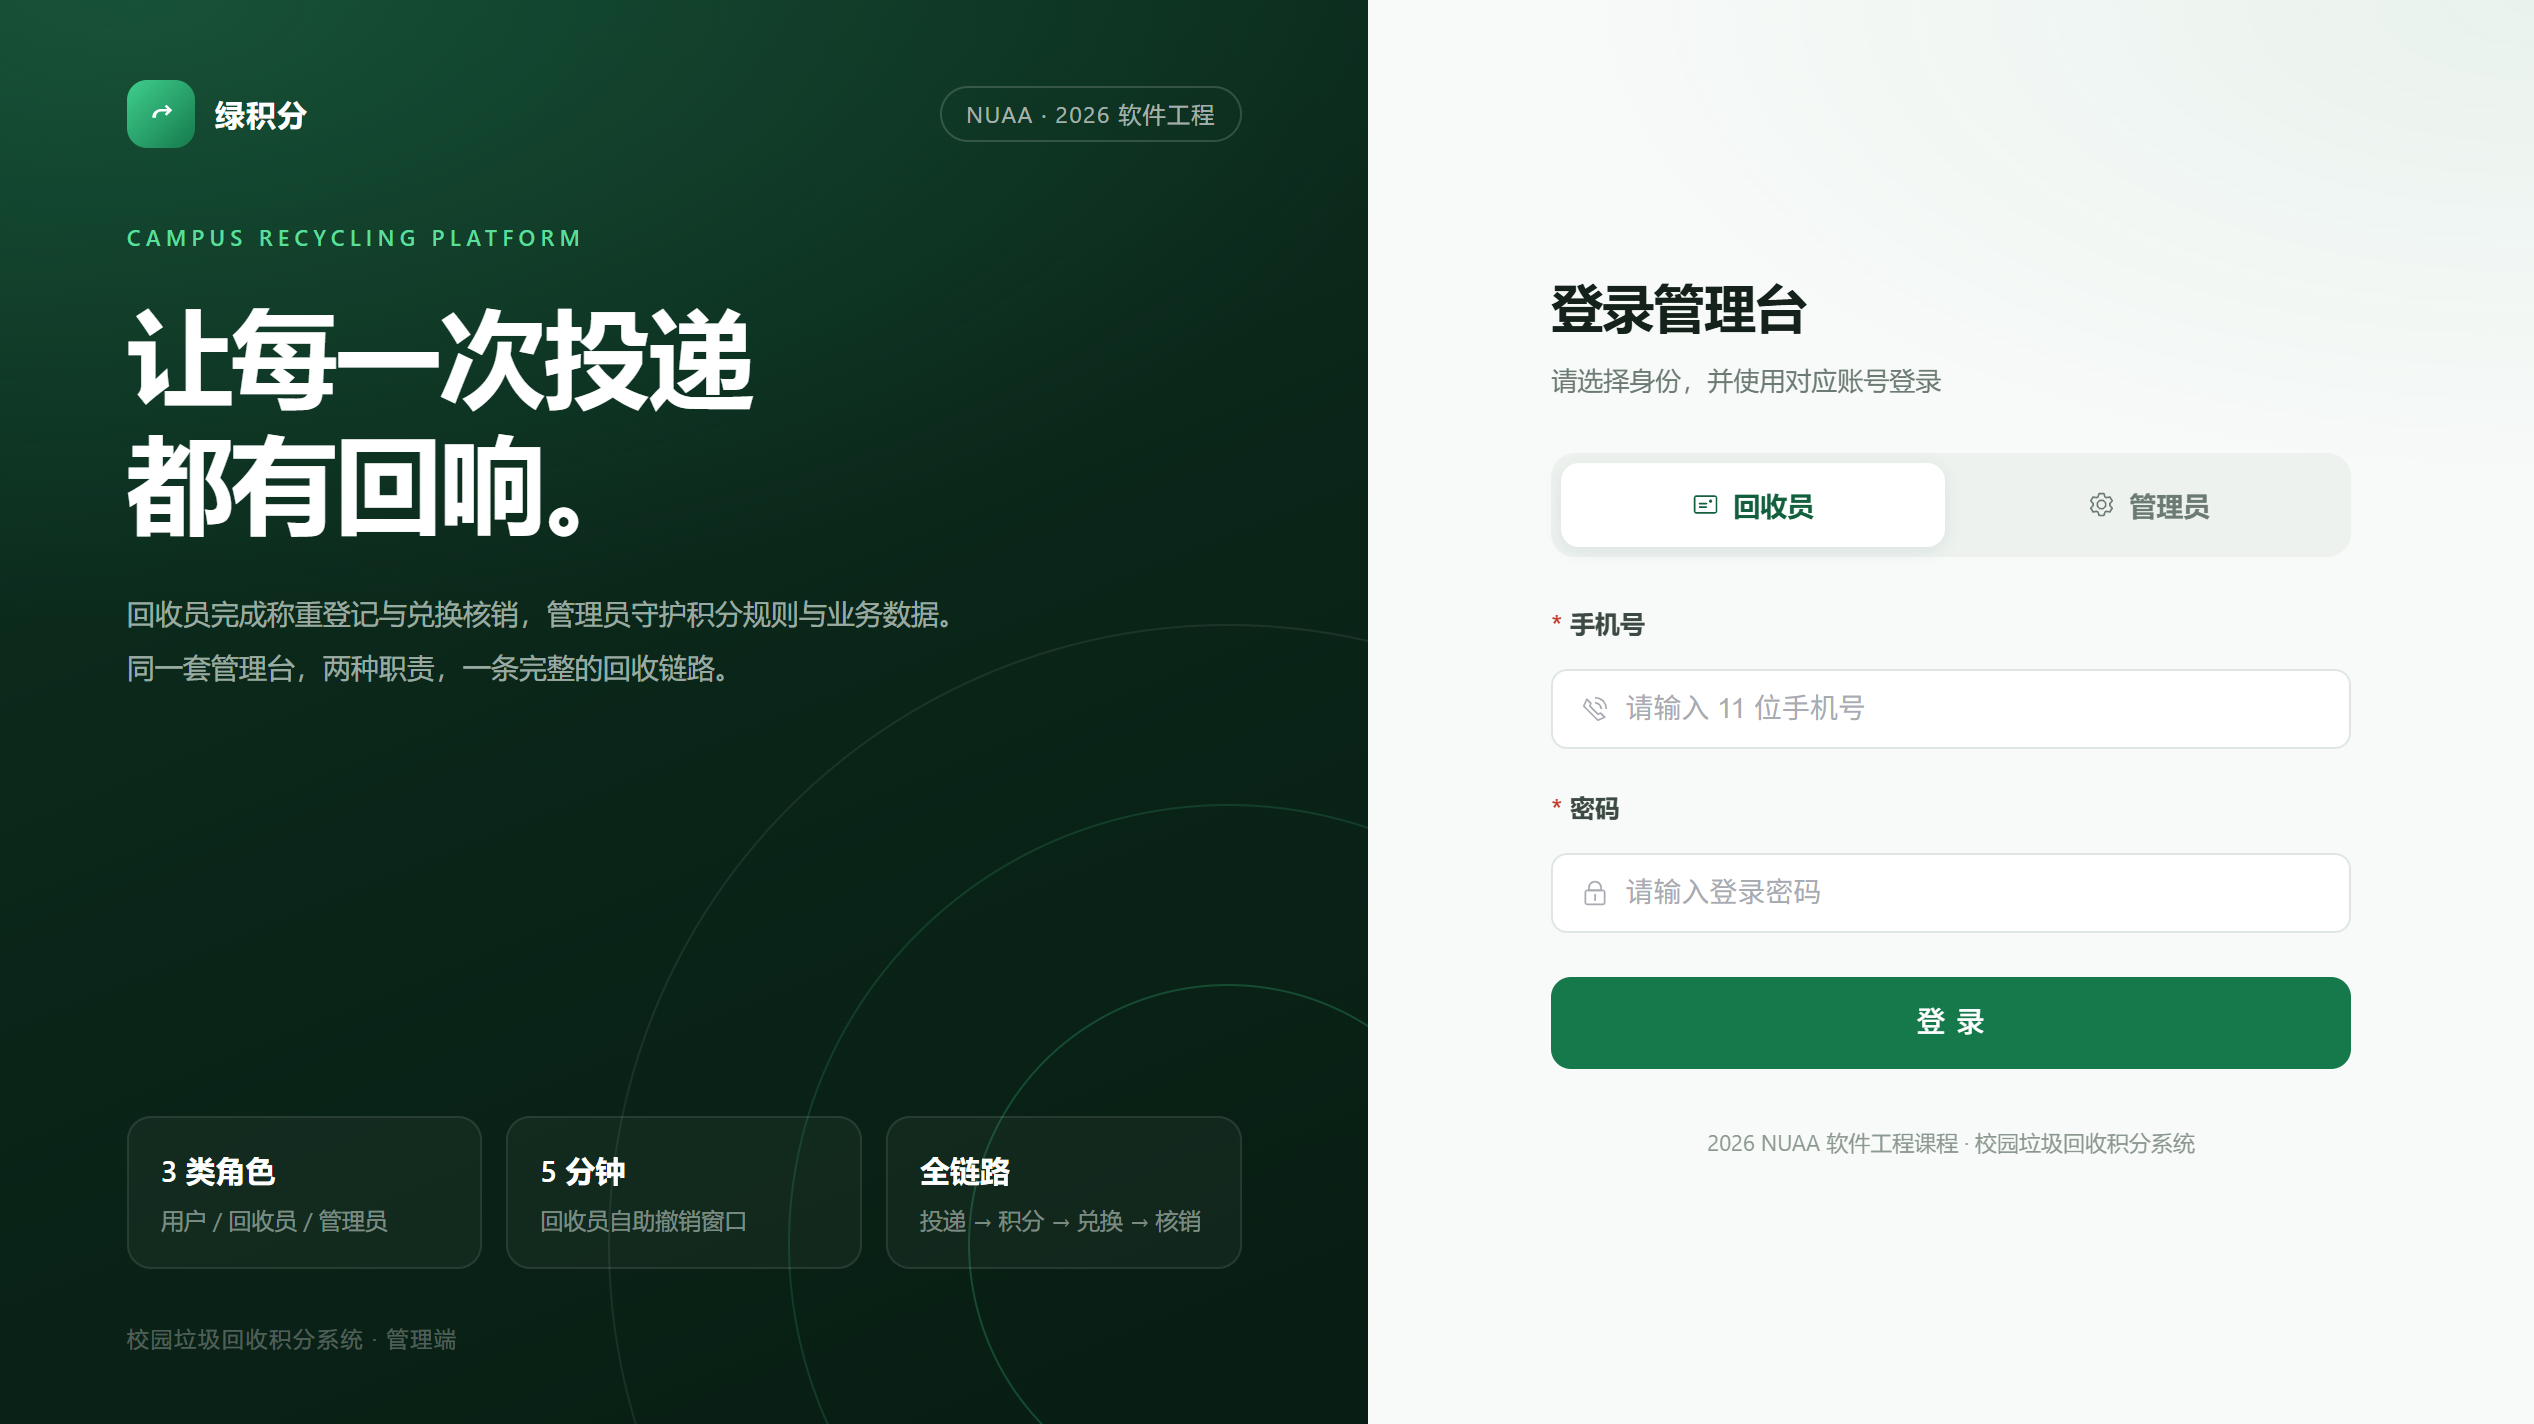 绿积分
NUAA · 2026 软件工程
CAMPUS RECYCLING PLATFORM
让每一次投递
都有回响。
回收员完成称重登记与兑换核销，管理员守护积分规则与业务数据。
同一套管理台，两种职责，一条完整的回收链路。
3 类角色
用户 / 回收员 / 管理员
5 分钟
回收员自助撤销窗口
全链路
投递 → 积分 → 兑换 → 核销
校园垃圾回收积分系统 · 管理端
登录管理台
请选择身份，并使用对应账号登录
回收员
管理员
* 手机号
请输入 11 位手机号
* 密码
请输入登录密码
登 录
2026 NUAA 软件工程课程 · 校园垃圾回收积分系统